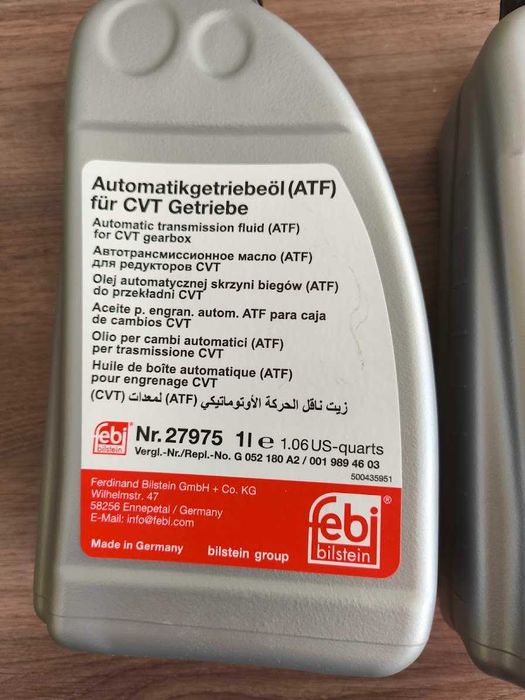 Automatikgetriebeöl (ATF)
für CVT Getriebe
Automatic transmission fluid (ATF)
for CVT gearbox
Автотрансмиссионное масло (ATF)
для редукторов CVT
Olej automatycznej skrzyni biegów (ATF)
do przekładni CVT
Aceite p. engran. autom. ATF para caja
de cambios CVT
Olio per cambi automatici (ATF)
per trasmissione CVT
Huile de boîte automatique (ATF)
pour engrenage CVT
زيت ناقل الحركة الأوتوماتيكي (ATF) لمعدات (CVT)
febi
bilstein
Nr. 27975 1l e 1.06 US-quarts
Vergl.-Nr./Repl.-No. G 052 180 A2 / 001 989 46 03
500435951
Ferdinand Bilstein GmbH + Co. KG
Wilhelmstr. 47
58256 Ennepetal / Germany
E-Mail: info@febi.com
febi®
bilstein
Made in Germany bilstein group